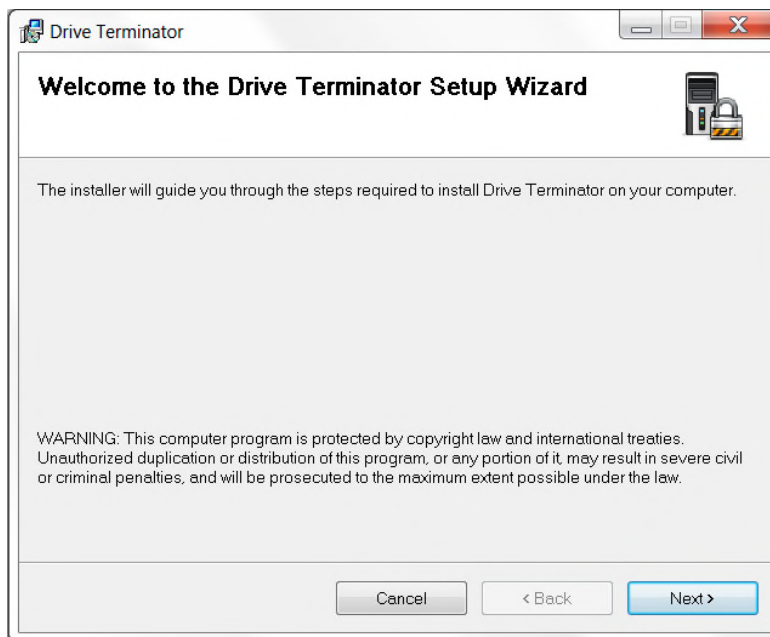 Drive Terminator
Welcome to the Drive Terminator Setup Wizard
The installer will guide you through the steps required to install Drive Terminator on your computer.
WARNING: This computer program is protected by copyright law and international treaties.
Unauthorized duplication or distribution of this program, or any portion of it, may result in severe civil
or criminal penalties, and will be prosecuted to the maximum extent possible under the law.
Cancel
< Back
Next >